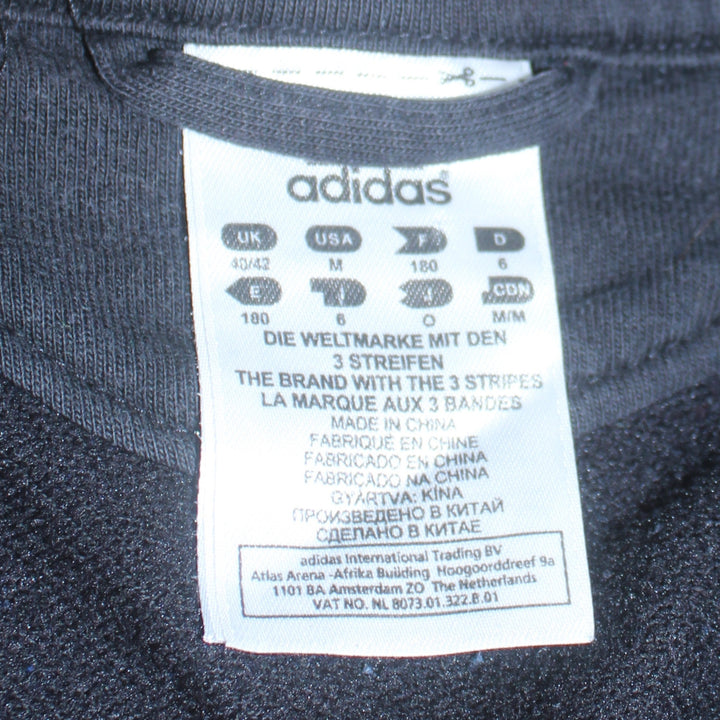 adidas
UK USA F D
40/42 M 180 6
E I J CDN
180 6 O M/M
DIE WELTMARKE MIT DEN
3 STREIFEN
THE BRAND WITH THE 3 STRIPES
LA MARQUE AUX 3 BANDES
MADE IN CHINA
FABRIQUÉ EN CHINE
FABRICADO EN CHINA
FABRICADO NA CHINA
GYÁRTVA: KÍNA
ПРОИЗВЕДЕНО В КИТАЙ
СДЕЛАНО В КИТАЕ
adidas International Trading BV
Atlas Arena -Afrika Building Hoogoorddreef 9a
1101 BA Amsterdam ZO The Netherlands
VAT NO. NL 8073.01.322.B.01